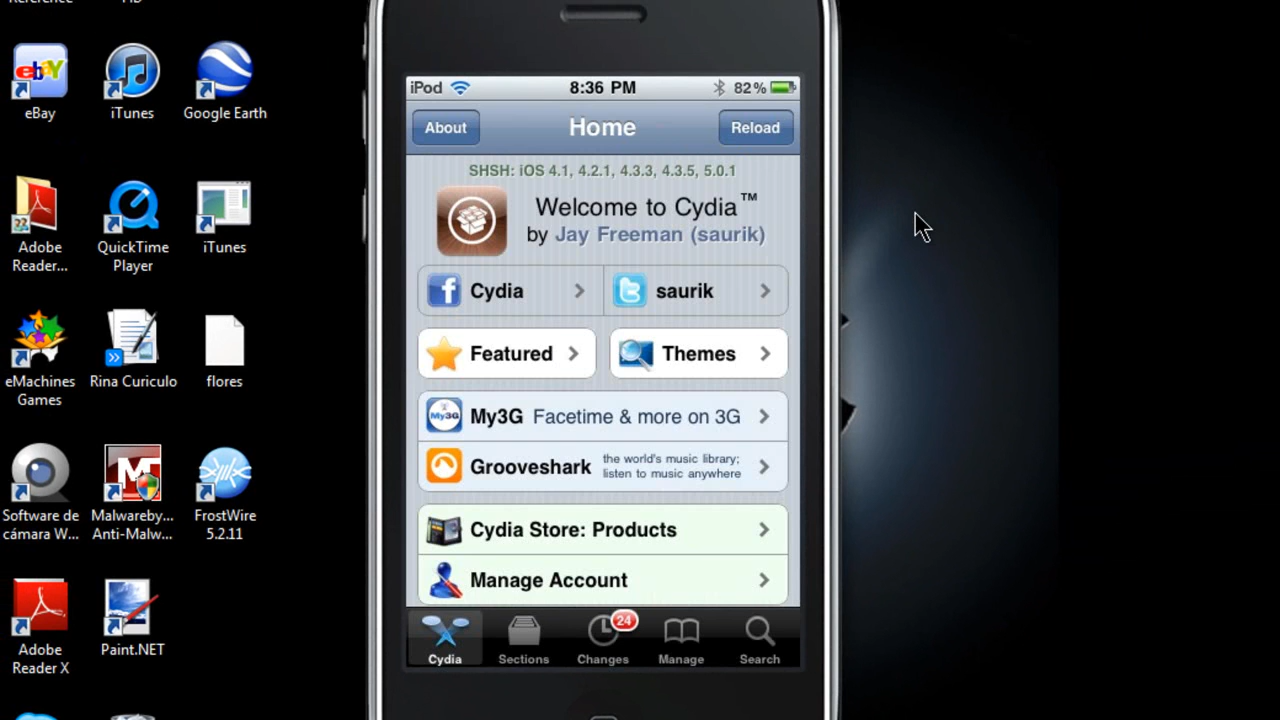 Reference
eBay
iTunes
Google Earth
Adobe
Reader...
QuickTime
Player
iTunes
eMachines
Games
Rina Curiculo
flores
Software de
cámara W...
Malwareby...
Anti-Malw...
FrostWire
5.2.11
Adobe
Reader X
Paint.NET
iPod
8:36 PM
82%
About
Home
Reload
SHSH: iOS 4.1, 4.2.1, 4.3.3, 4.3.5, 5.0.1
Welcome to Cydia™
by Jay Freeman (saurik)
Cydia
saurik
Featured
Themes
My3G Facetime & more on 3G
Grooveshark
the world's music library;
listen to music anywhere
Cydia Store: Products
Manage Account
24
Cydia
Sections
Changes
Manage
Search